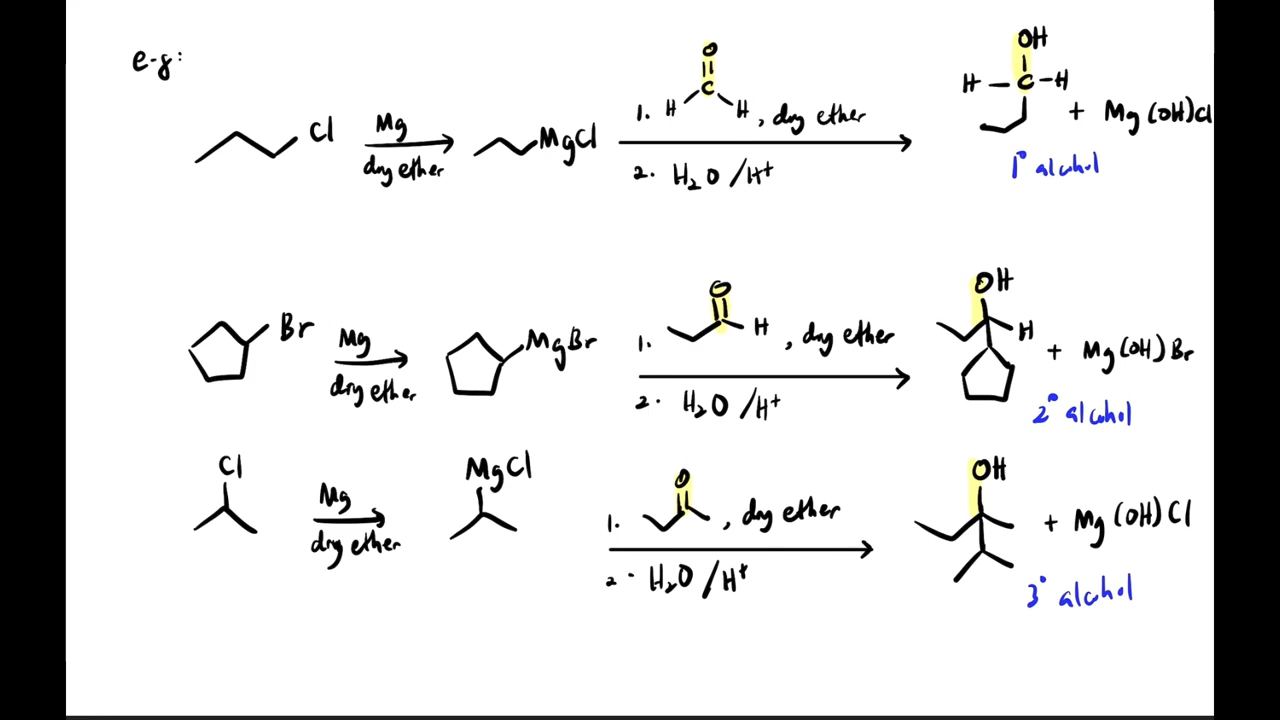 e-g:
Cl Mg dry ether MgCl 1. H C O H , dry ether 2. H2O /H+ OH H – C – H + Mg(OH)Cl
1° alcohol
Br Mg dry ether MgBr 1. O H , dry ether 2. H2O /H+ OH H + Mg(OH)Br
2° alcohol
Cl Mg dry ether MgCl 1. O , dry ether 2. H2O /H+ OH + Mg(OH)Cl
3° alcohol